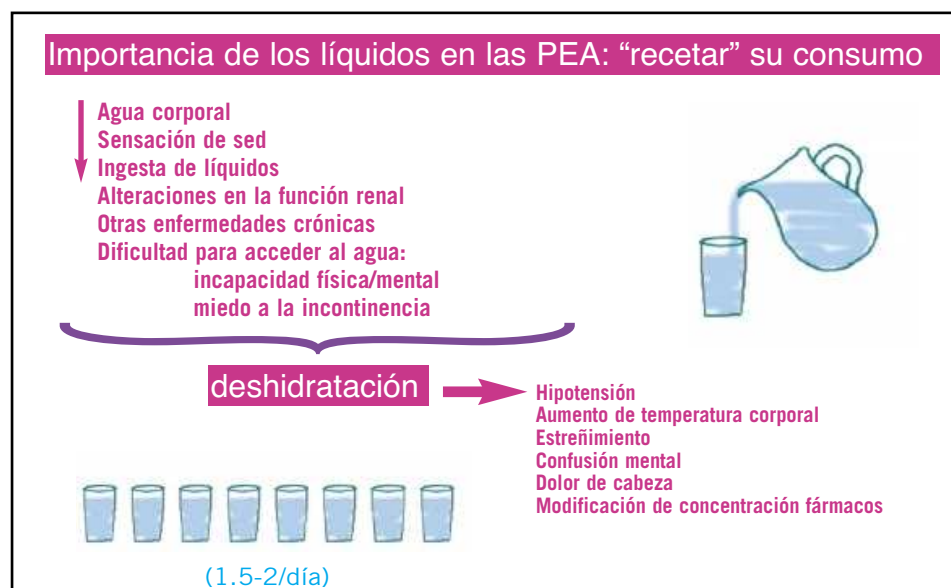 Importancia de los líquidos en las PEA: “recetar” su consumo
Agua corporal
Sensación de sed
Ingesta de líquidos
Alteraciones en la función renal
Otras enfermedades crónicas
Dificultad para acceder al agua:
incapacidad física/mental
miedo a la incontinencia
deshidratación
Hipotensión
Aumento de temperatura corporal
Estreñimiento
Confusión mental
Dolor de cabeza
Modificación de concentración fármacos
(1.5-2/día)